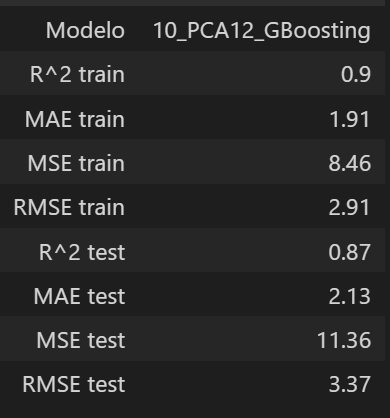 Modelo 10_PCA12_GBoosting
R^2 train 0.9
MAE train 1.91
MSE train 8.46
RMSE train 2.91
R^2 test 0.87
MAE test 2.13
MSE test 11.36
RMSE test 3.37